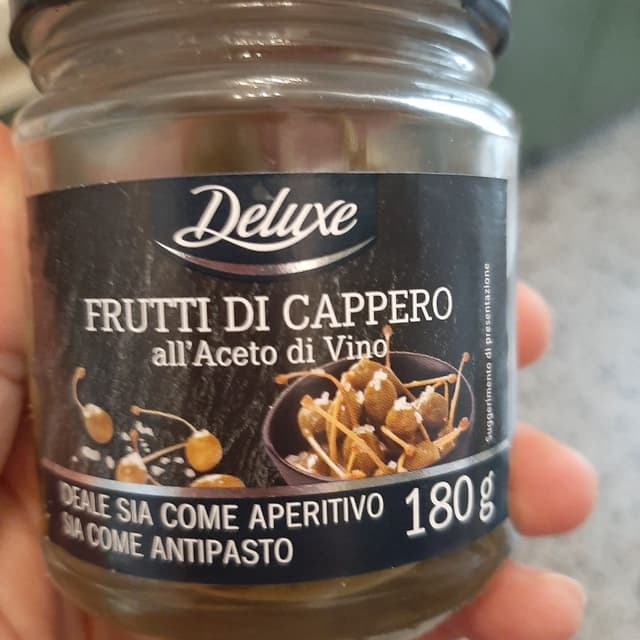 Deluxe
FRUTTI DI CAPPERO
all'Aceto di Vino
Suggerimento di presentazione
IDEALE SIA COME APERITIVO
SIA COME ANTIPASTO
180 g